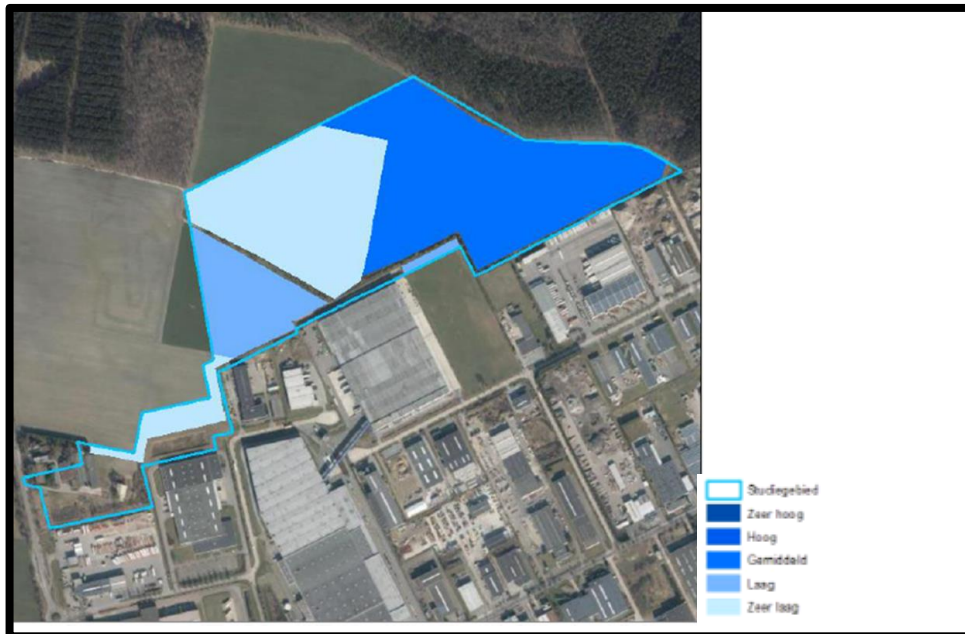 Studiegebied
Zeer hoog
Hoog
Gemiddeld
Laag
Zeer laag